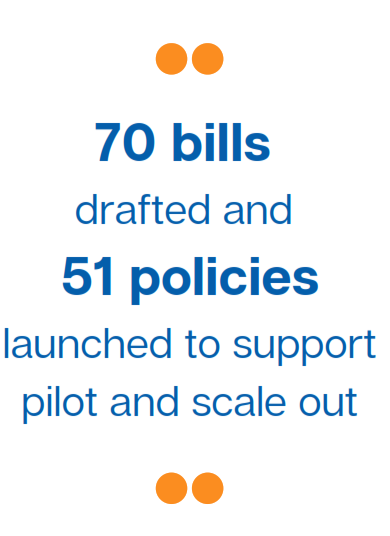 70 bills
drafted and
51 policies
launched to support
pilot and scale out